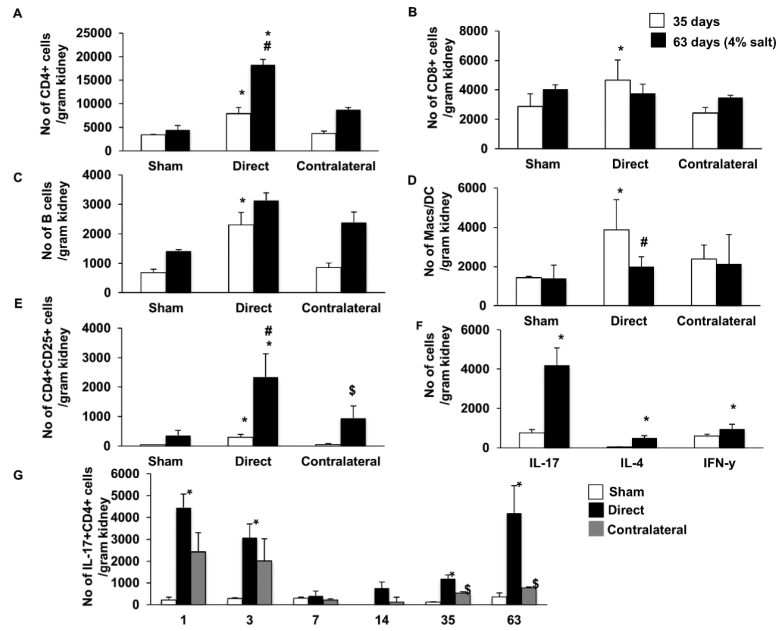 A
No of CD4+ cells
/gram kidney
25000
20000
15000
10000
5000
0
*
*
#
Sham
Direct
Contralateral
B
No of CD8+ cells
/gram kidney
8000
6000
4000
2000
0
*
35 days
63 days (4% salt)
Sham
Direct
Contralateral
C
No of B cells
/gram kidney
4000
3000
2000
1000
0
*
Sham
Direct
Contralateral
D
No of Macs/DC
/gram kidney
6000
4000
2000
0
*
#
Sham
Direct
Contralateral
E
No of CD4+CD25+ cells
/gram kidney
4000
3000
2000
1000
0
*
#
*
$
Sham
Direct
Contralateral
F
No of cells
/gram kidney
6000
4000
2000
0
*
*
*
IL-17
IL-4
IFN-y
G
No of IL-17+CD4+ cells
/gram kidney
6000
5000
4000
3000
2000
1000
0
*
*
*
$
*
$
Sham
Direct
Contralateral
1
3
7
14
35
63